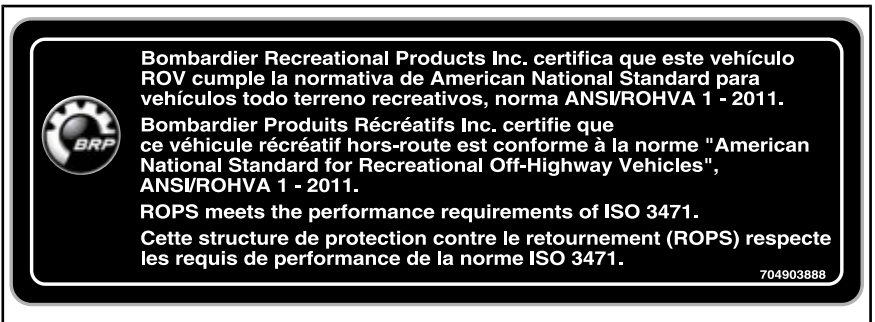 Bombardier Recreational Products Inc. certifica que este vehículo
ROV cumple la normativa de American National Standard para
vehículos todo terreno recreativos, norma ANSI/ROHVA 1 - 2011.
Bombardier Produits Récréatifs Inc. certifie que
ce véhicule récréatif hors-route est conforme à la norme "American
National Standard for Recreational Off-Highway Vehicles",
ANSI/ROHVA 1 - 2011.
BRP
ROPS meets the performance requirements of ISO 3471.
Cette structure de protection contre le retournement (ROPS) respecte
les requis de performance de la norme ISO 3471.
704903888